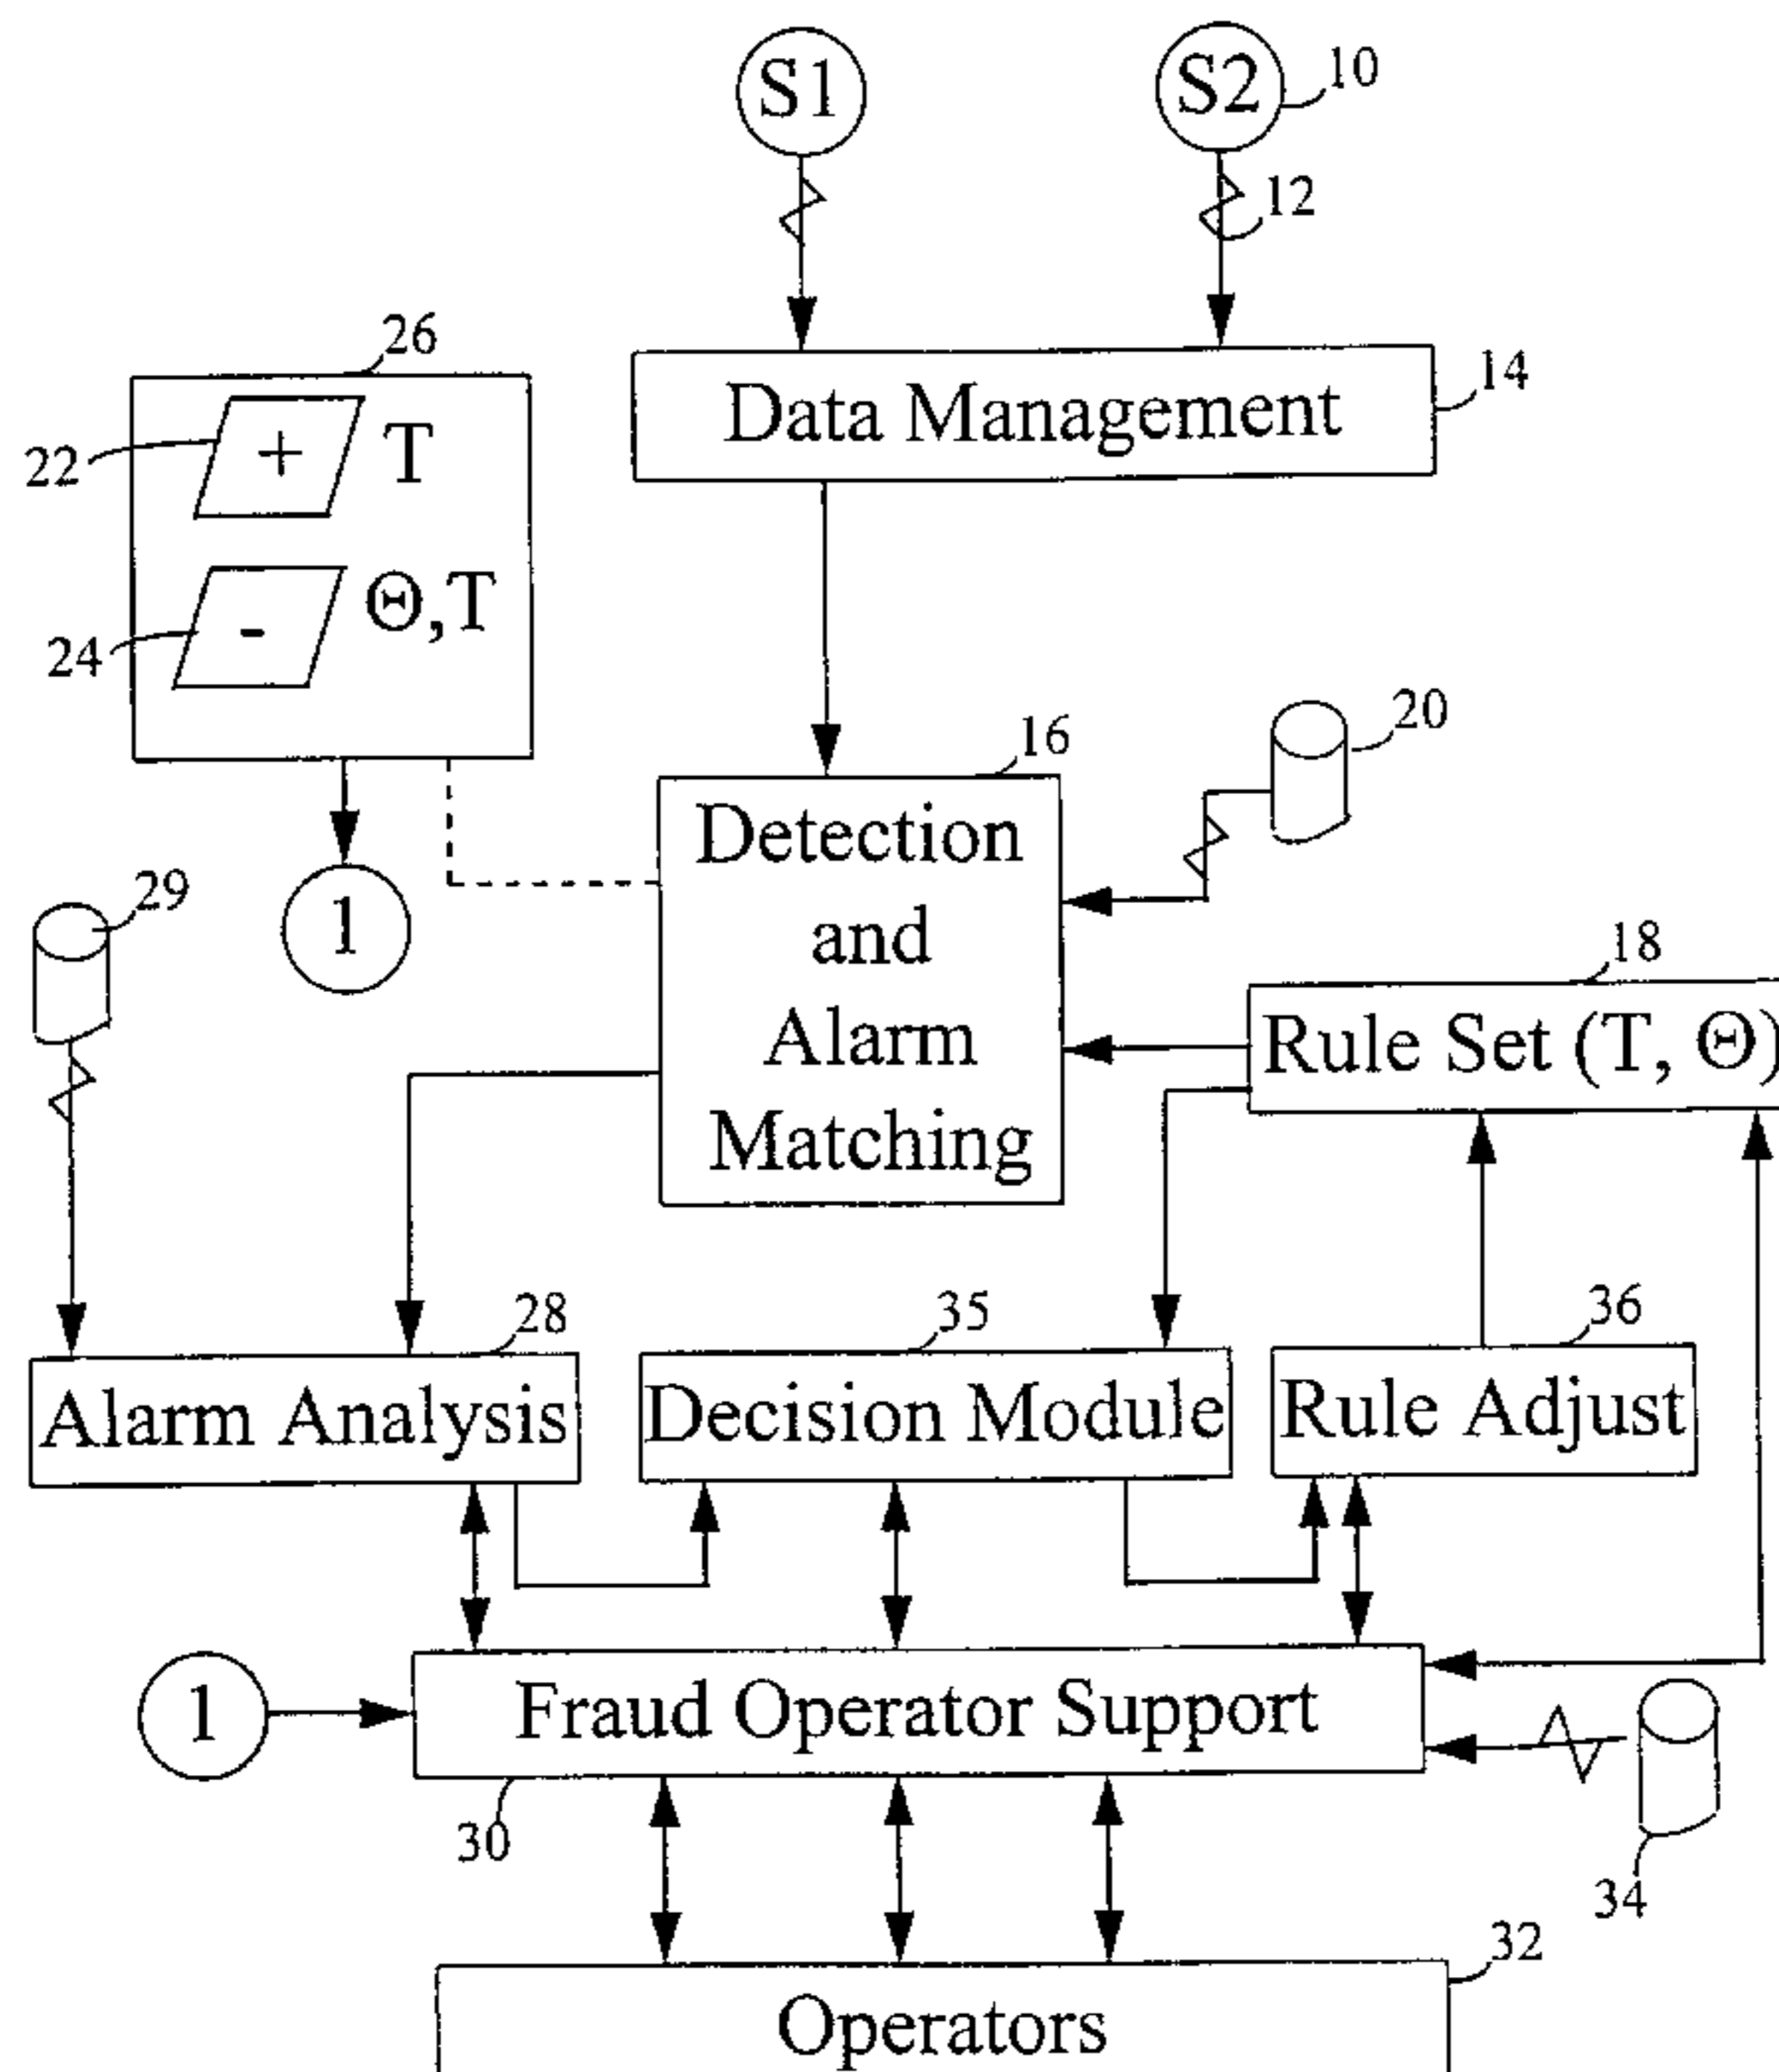 S1
S2
10
12
26
14
Data Management
22
+
T
24
-
Θ,T
16
20
Detection
and
Alarm
Matching
1
29
18
Rule Set (T, Θ)
28
35
36
Alarm Analysis
Decision Module
Rule Adjust
1
Fraud Operator Support
30
34
32
Operators